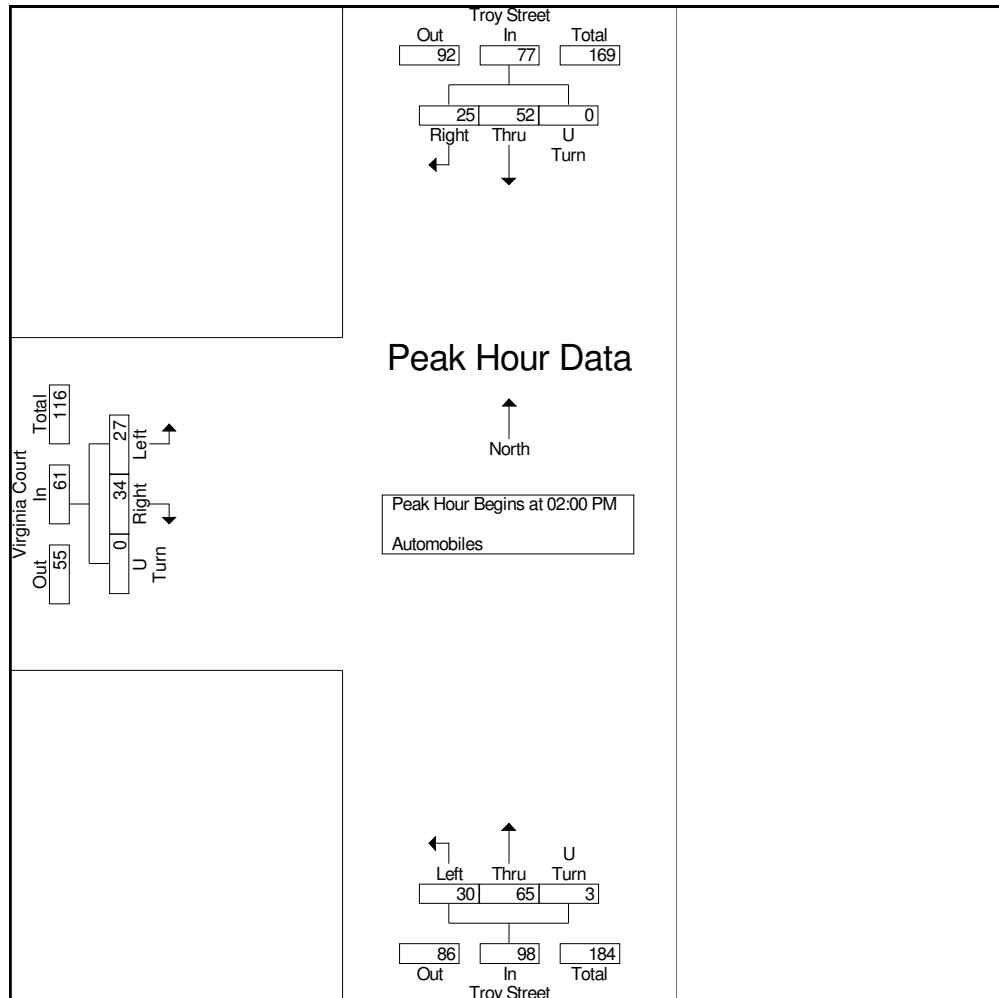 Troy Street
Out In Total
92 77 169
25 52 0
Right Thru U
Turn
Peak Hour Data
North
Peak Hour Begins at 02:00 PM
Automobiles
Virginia Court
Out In Total
55 61 116
0 34 27
U Right Left
Turn
U
Left Thru Turn
30 65 3
86 98 184
Out In Total
Troy Street